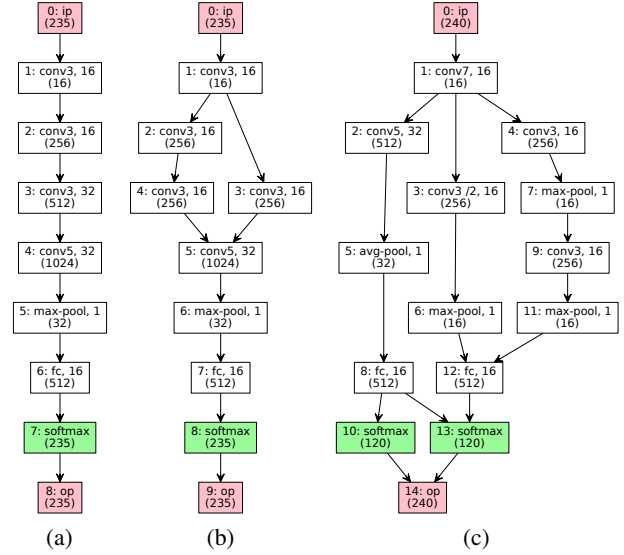 0: ip
(235)
1: conv3, 16
(16)
2: conv3, 16
(256)
3: conv3, 32
(512)
4: conv5, 32
(1024)
5: max-pool, 1
(32)
6: fc, 16
(512)
7: softmax
(235)
8: op
(235)
(a)
0: ip
(235)
1: conv3, 16
(16)
2: conv3, 16
(256)
4: conv3, 16
(256)
3: conv3, 16
(256)
5: conv5, 32
(1024)
6: max-pool, 1
(32)
7: fc, 16
(512)
8: softmax
(235)
9: op
(235)
(b)
0: ip
(240)
1: conv7, 16
(16)
2: conv5, 32
(512)
4: conv3, 16
(256)
3: conv3 /2, 16
(256)
7: max-pool, 1
(16)
5: avg-pool, 1
(32)
9: conv3, 16
(256)
6: max-pool, 1
(16)
11: max-pool, 1
(16)
8: fc, 16
(512)
12: fc, 16
(512)
10: softmax
(120)
13: softmax
(120)
14: op
(240)
(c)